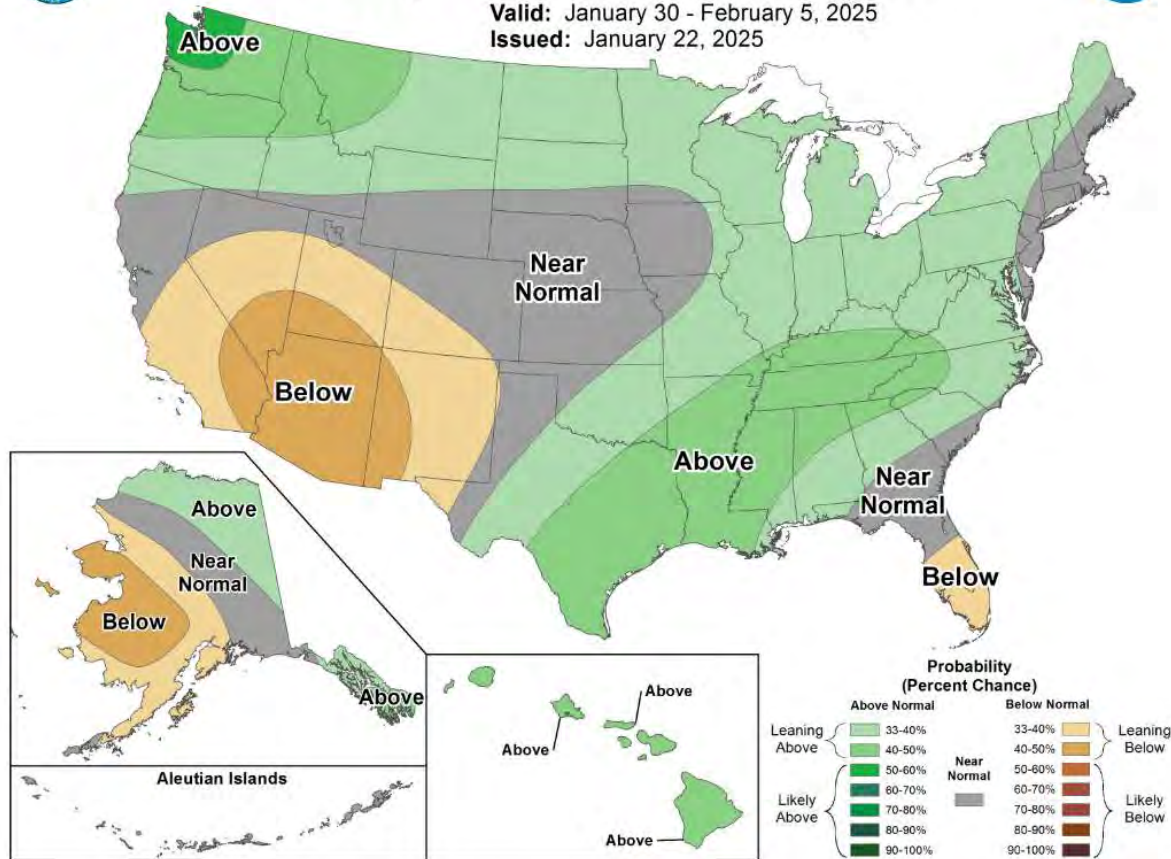 Valid: January 30 - February 5, 2025
Issued: January 22, 2025
Above
Near
Normal
Below
Above
Near
Normal
Below
Above
Near
Normal
Below
Above
Aleutian Islands
Above
Above
Above
Probability
(Percent Chance)
Above Normal
Below Normal
Leaning
Above
33-40%
40-50%
Likely
Above
50-60%
60-70%
70-80%
80-90%
90-100%
Near
Normal
33-40%
40-50%
Leaning
Below
50-60%
60-70%
70-80%
80-90%
90-100%
Likely
Below